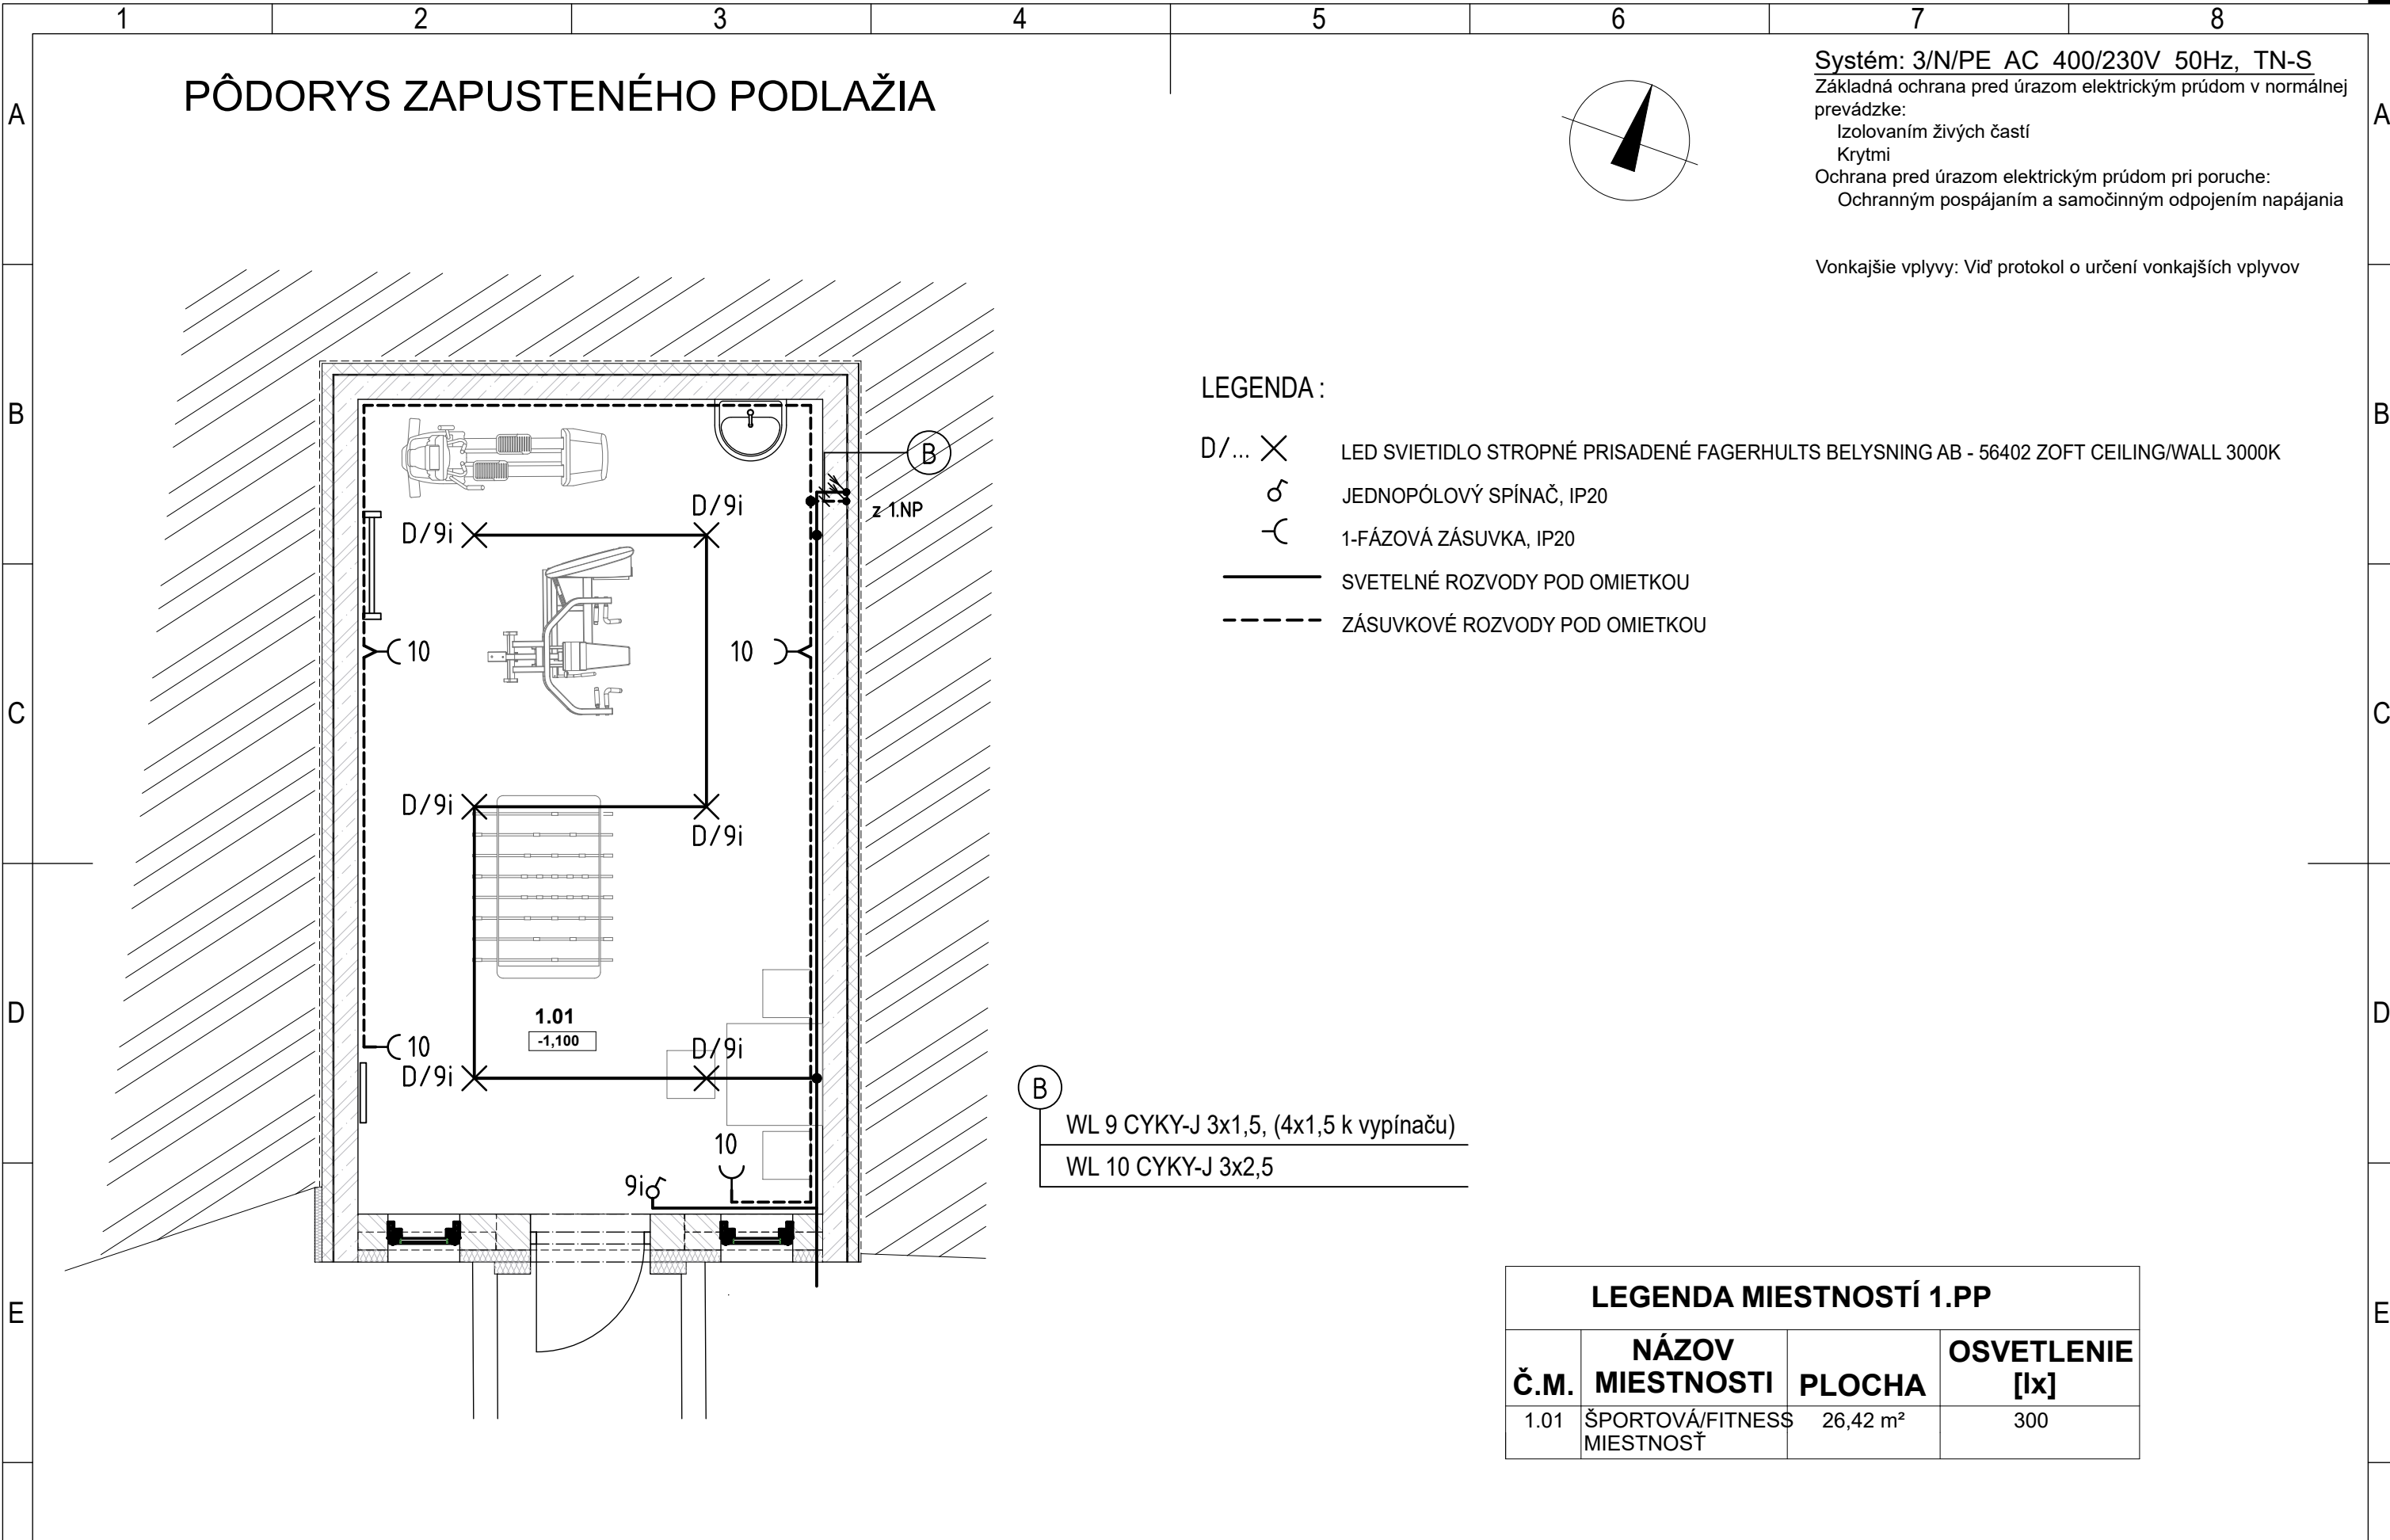 1 2 3 4 5 6 7 8
A
A
B
B
C
C
D
D
E
E
PÔDORYS ZAPUSTENÉHO PODLAŽIA
Systém: 3/N/PE AC 400/230V 50Hz, TN-S
Základná ochrana pred úrazom elektrickým prúdom v normálnej
prevádzke:
Izolovaním živých častí
Krytmi
Ochrana pred úrazom elektrickým prúdom pri poruche:
Ochranným pospájaním a samočinným odpojením napájania
Vonkajšie vplyvy: Viď protokol o určení vonkajších vplyvov
LEGENDA :
D/... LED SVIETIDLO STROPNÉ PRISADENÉ FAGERHULTS BELYSNING AB - 56402 ZOFT CEILING/WALL 3000K
JEDNOPÓLOVÝ SPÍNAČ, IP20
1-FÁZOVÁ ZÁSUVKA, IP20
SVETELNÉ ROZVODY POD OMIETKOU
ZÁSUVKOVÉ ROZVODY POD OMIETKOU
B
z 1.NP
D/9i
D/9i
10
10
D/9i
D/9i
1.01
-1,100
10
D/9i
D/9i
10
9i
B
WL 9 CYKY-J 3x1,5, (4x1,5 k vypínaču)
WL 10 CYKY-J 3x2,5
LEGENDA MIESTNOSTÍ 1.PP
Č.M. NÁZOV MIESTNOSTI PLOCHA OSVETLENIE [lx]
1.01 ŠPORTOVÁ/FITNESS 26,42 m² 300
MIESTNOSŤ